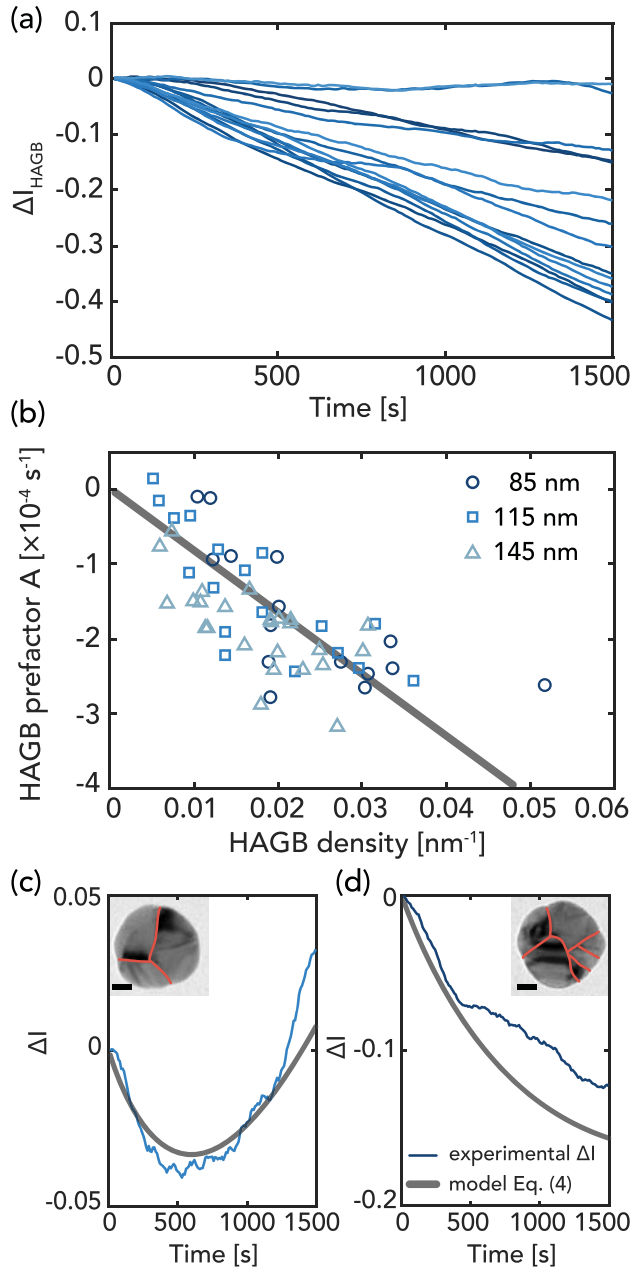 (a)
0.1
0
-0.1
-0.2
-0.3
-0.4
-0.5
ΔI_HAGB
0 500 1000 1500
Time [s]
(b)
0
-1
-2
-3
-4
HAGB prefactor A [×10⁻⁴ s⁻¹]
85 nm
115 nm
145 nm
0 0.01 0.02 0.03 0.04 0.05 0.06
HAGB density [nm⁻¹]
(c)
0.05
0
-0.05
ΔI
0 500 1000 1500
Time [s]
(d)
0
-0.1
-0.2
ΔI
experimental ΔI
model Eq. (4)
0 500 1000 1500
Time [s]